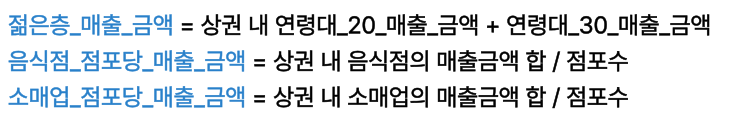 젊은층_매출_금액 = 상권 내 연령대_20_매출_금액 + 연령대_30_매출_금액
음식점_점포당_매출_금액 = 상권 내 음식점의 매출금액 합 / 점포수
소매업_점포당_매출_금액 = 상권 내 소매업의 매출금액 합 / 점포수